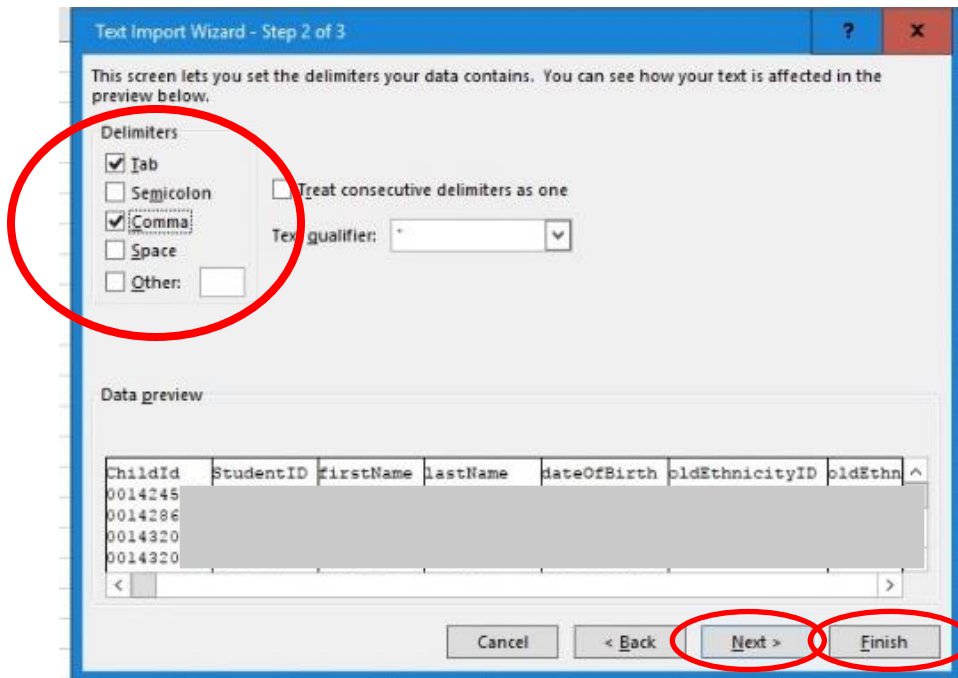 Text Import Wizard - Step 2 of 3
? x
This screen lets you set the delimiters your data contains. You can see how your text is affected in the
preview below.
Delimiters
Tab
Semicolon
Comma
Space
Other:
Treat consecutive delimiters as one
Text qualifier: "
Data preview
ChildId StudentID firstName lastName dateOfBirth oldEthnicityID oldEthn
0014245
0014286
0014320
0014320
Cancel < Back Next > Finish